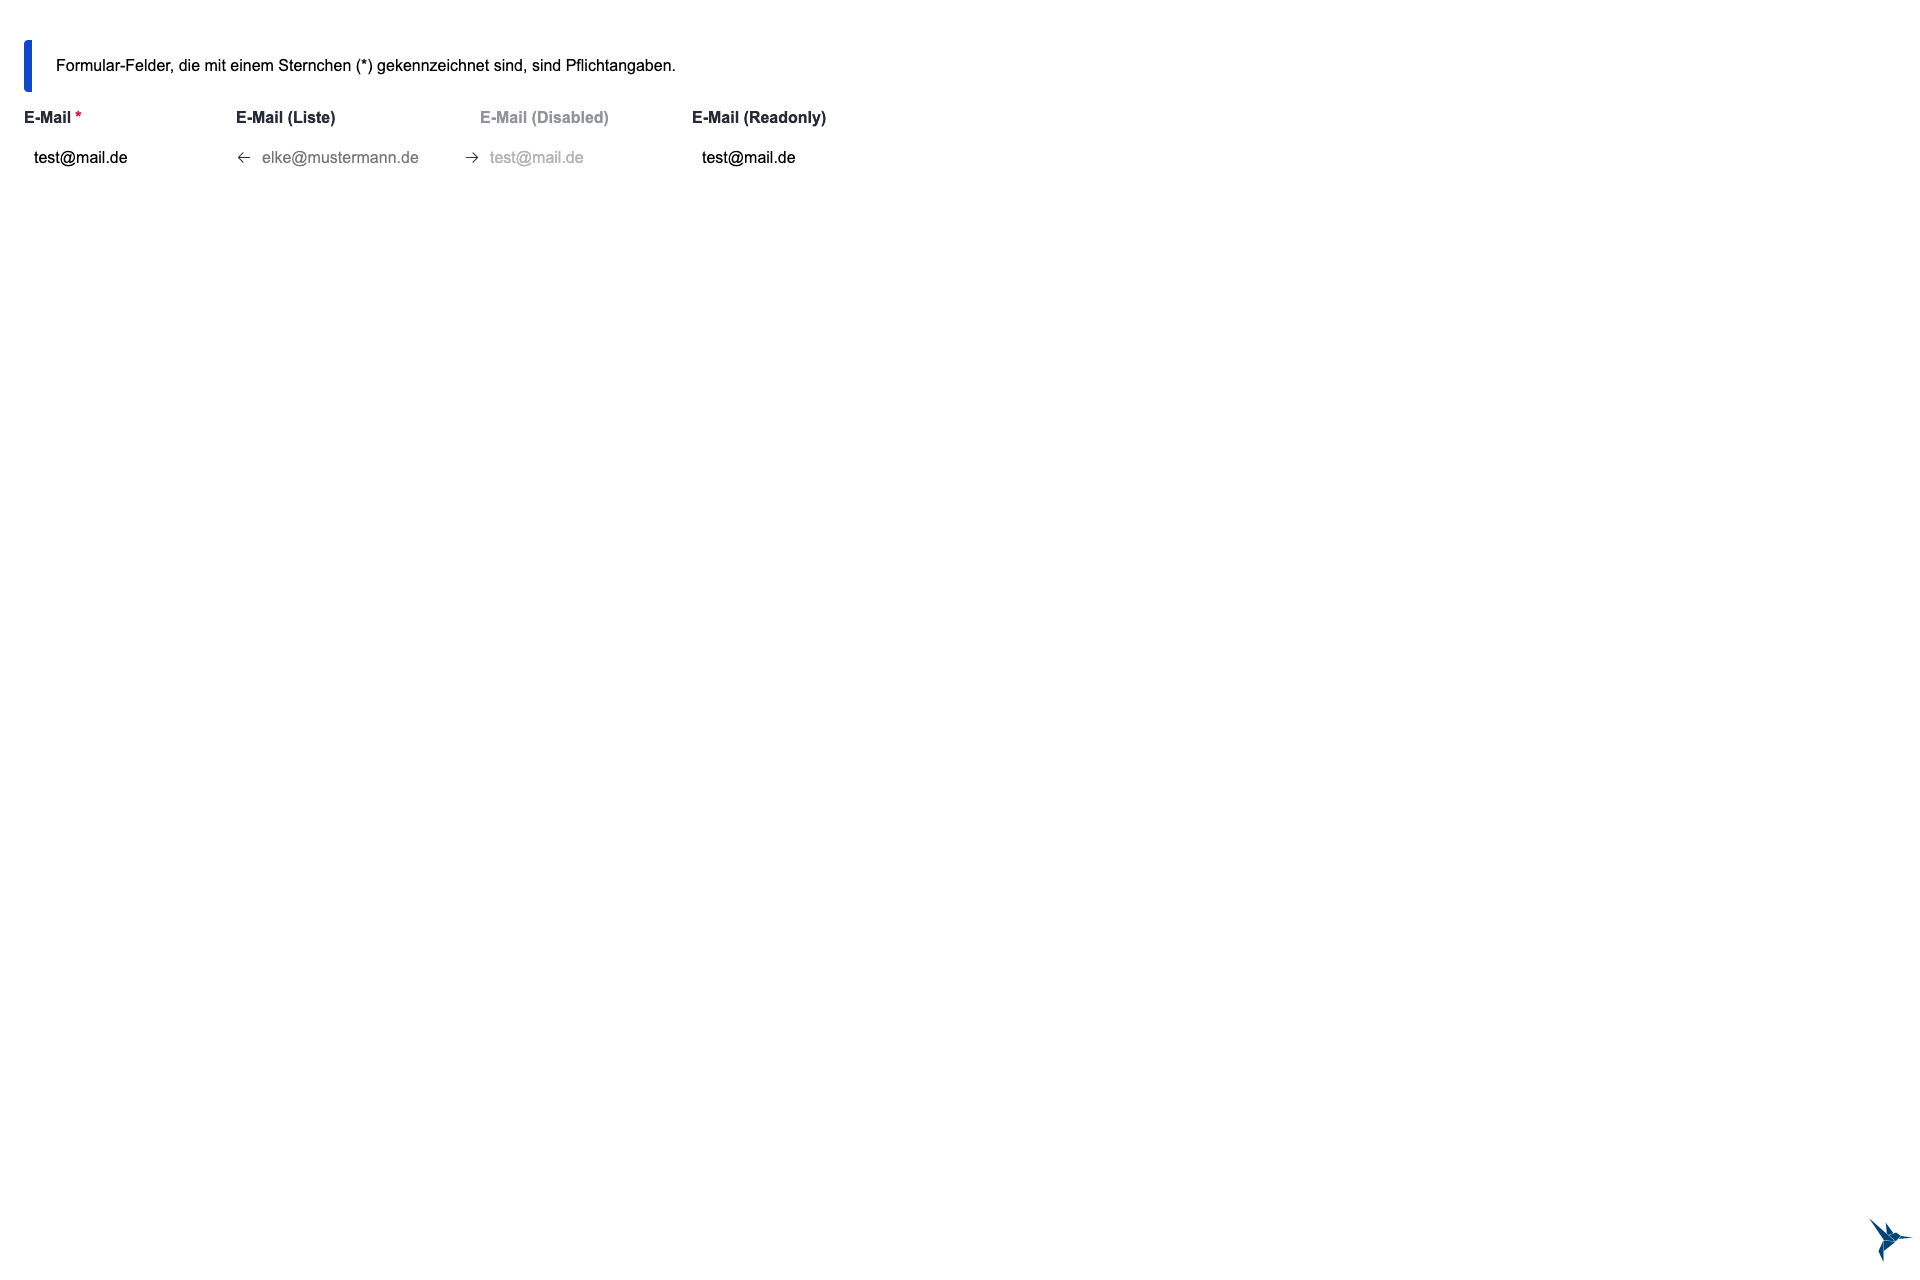 Formular-Felder, die mit einem Sternchen (*) gekennzeichnet sind, sind Pflichtangaben.
E-Mail * E-Mail (Liste) E-Mail (Disabled) E-Mail (Readonly)
test@mail.de ← elke@mustermann.de → test@mail.de test@mail.de